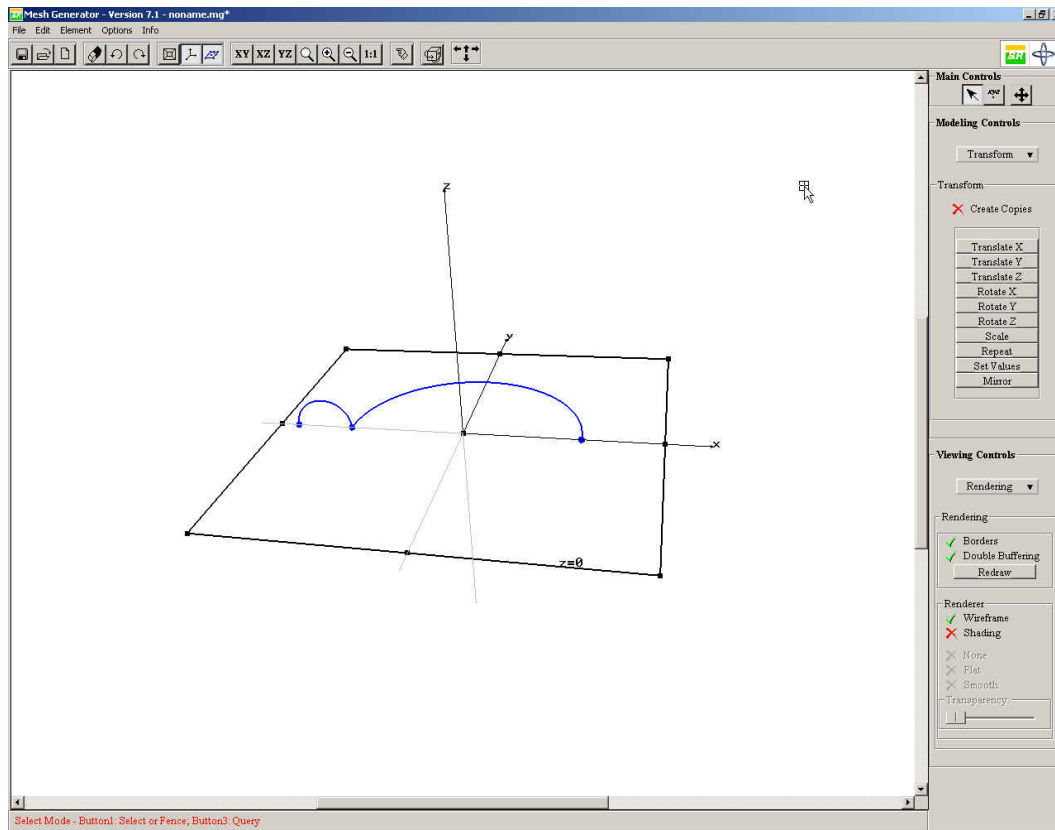 Mesh Generator - Version 7.1 - noname.mg*
File Edit Element Options Info
XY XZ YZ 1:1
SR
Main Controls
xyz
Modeling Controls
Transform
Transform
Create Copies
Translate X
Translate Y
Translate Z
Rotate X
Rotate Y
Rotate Z
Scale
Repeat
Set Values
Mirror
Viewing Controls
Rendering
Rendering
Borders
Double Buffering
Redraw
Renderer
Wireframe
Shading
None
Flat
Smooth
Transparency
z
y
x
z=0
Select Mode - Button1: Select or Fence; Button3: Query